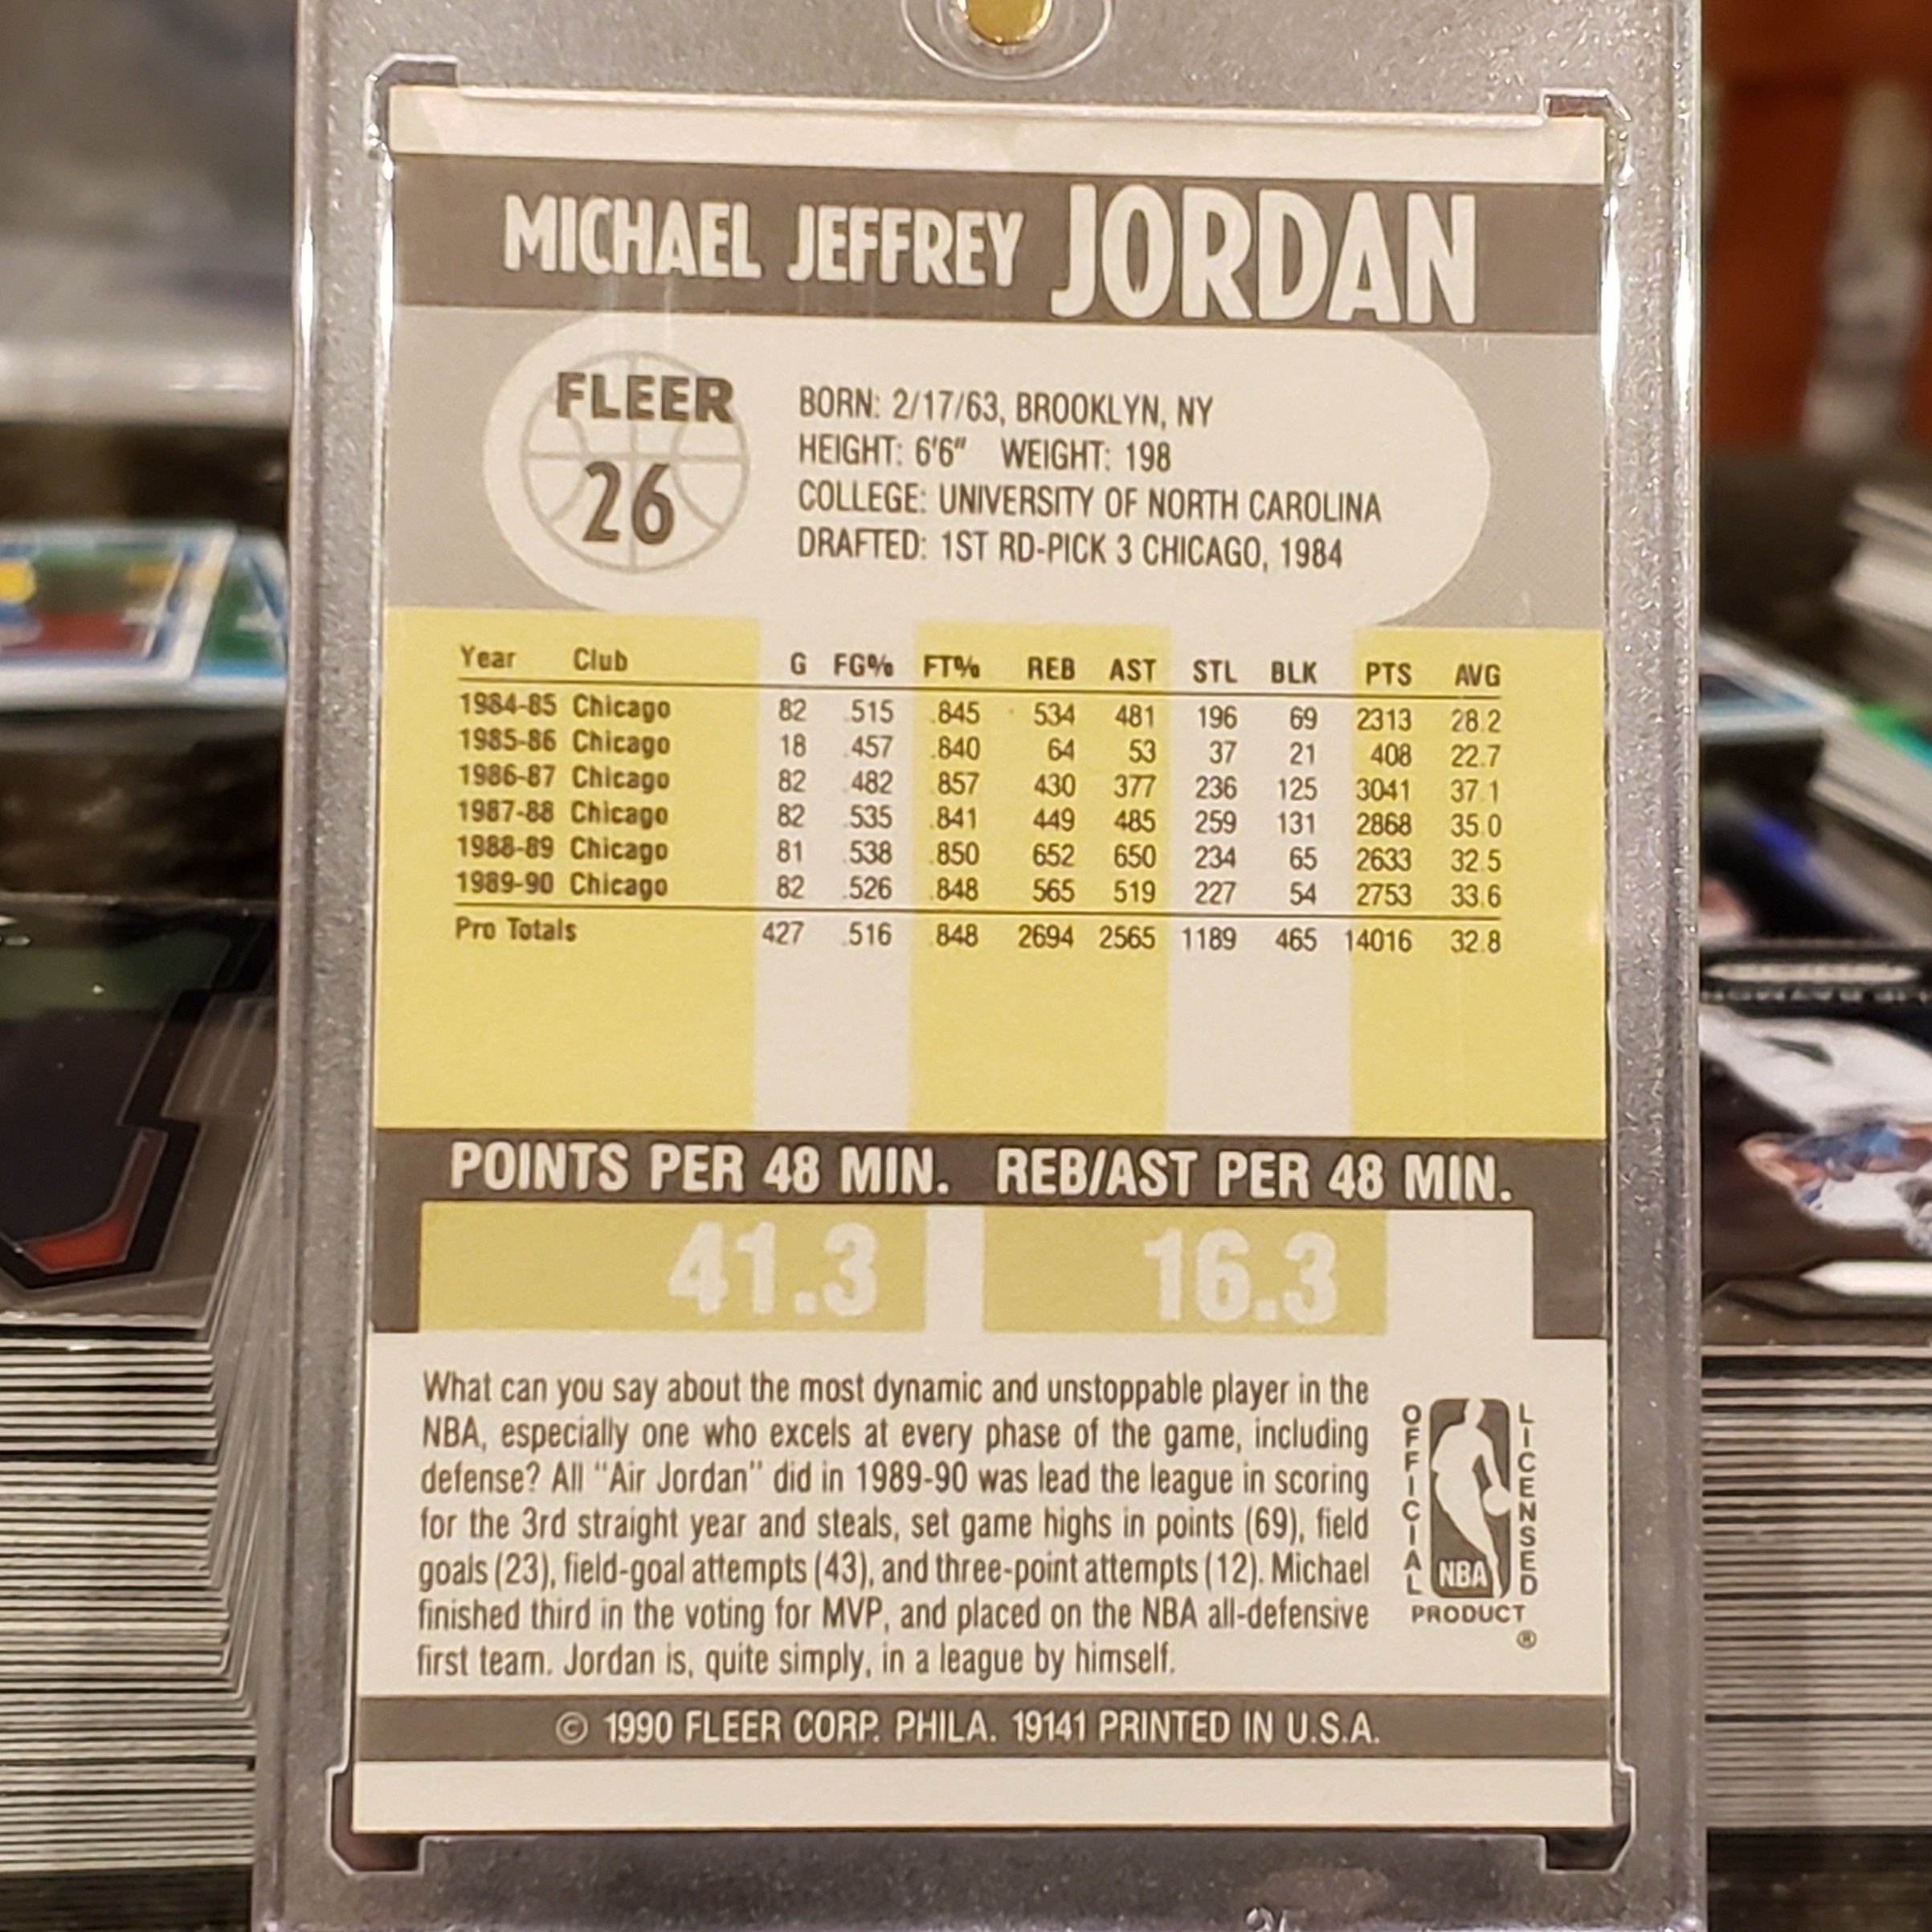 MICHAEL JEFFREY JORDAN
FLEER
26
BORN: 2/17/63, BROOKLYN, NY
HEIGHT: 6'6" WEIGHT: 198
COLLEGE: UNIVERSITY OF NORTH CAROLINA
DRAFTED: 1ST RD-PICK 3 CHICAGO, 1984
Year Club G FG% FT% REB AST STL BLK PTS AVG
1984-85 Chicago 82 .515 .845 534 481 196 69 2313 28.2
1985-86 Chicago 18 .457 .840 64 53 37 21 408 22.7
1986-87 Chicago 82 .482 .857 430 377 236 125 3041 37.1
1987-88 Chicago 82 .535 .841 449 485 259 131 2868 35.0
1988-89 Chicago 81 .538 .850 652 650 234 65 2633 32.5
1989-90 Chicago 82 .526 .848 565 519 227 54 2753 33.6
Pro Totals 427 .516 .848 2694 2565 1189 465 14016 32.8
POINTS PER 48 MIN. REB/AST PER 48 MIN.
41.3 16.3
What can you say about the most dynamic and unstoppable player in the
NBA, especially one who excels at every phase of the game, including
defense? All "Air Jordan" did in 1989-90 was lead the league in scoring
for the 3rd straight year and steals, set game highs in points (69), field
goals (23), field-goal attempts (43), and three-point attempts (12). Michael
finished third in the voting for MVP, and placed on the NBA all-defensive
first team. Jordan is, quite simply, in a league by himself.
OFFICIAL
NBA
LICENSED
PRODUCT
®
© 1990 FLEER CORP. PHILA. 19141 PRINTED IN U.S.A.